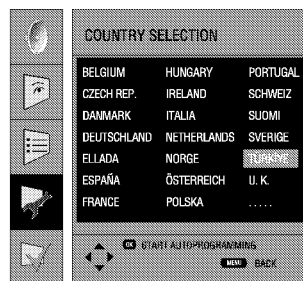 COUNTRY SELECTION
BELGIUM HUNGARY PORTUGAL
CZECH REP. IRELAND SCHWEIZ
DANMARK ITALIA SUOMI
DEUTSCHLAND NETHERLANDS SVERIGE
ELLADA NORGE TÜRKIYE
ESPAÑA ÖSTERREICH U. K.
FRANCE POLSKA .....
OK START AUTOPROGRAMMING
MENU BACK